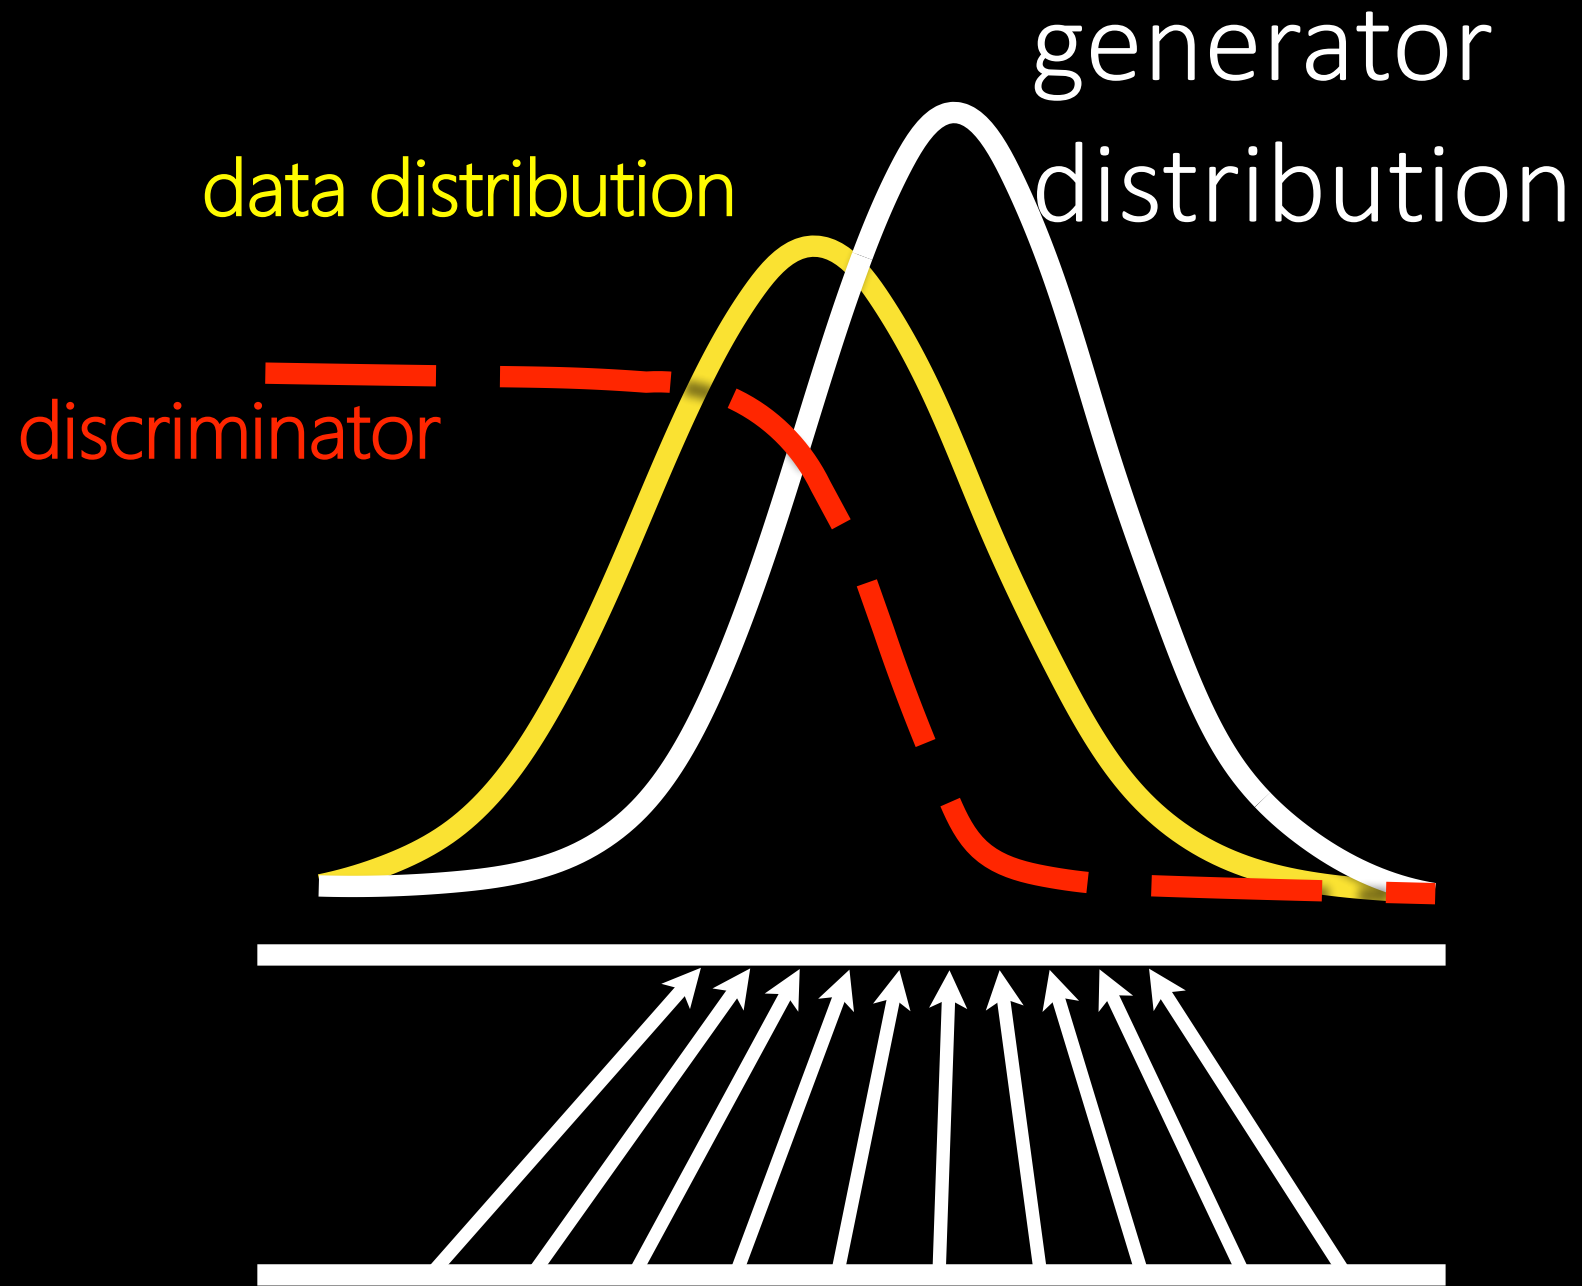 generator
distribution
data distribution
discriminator